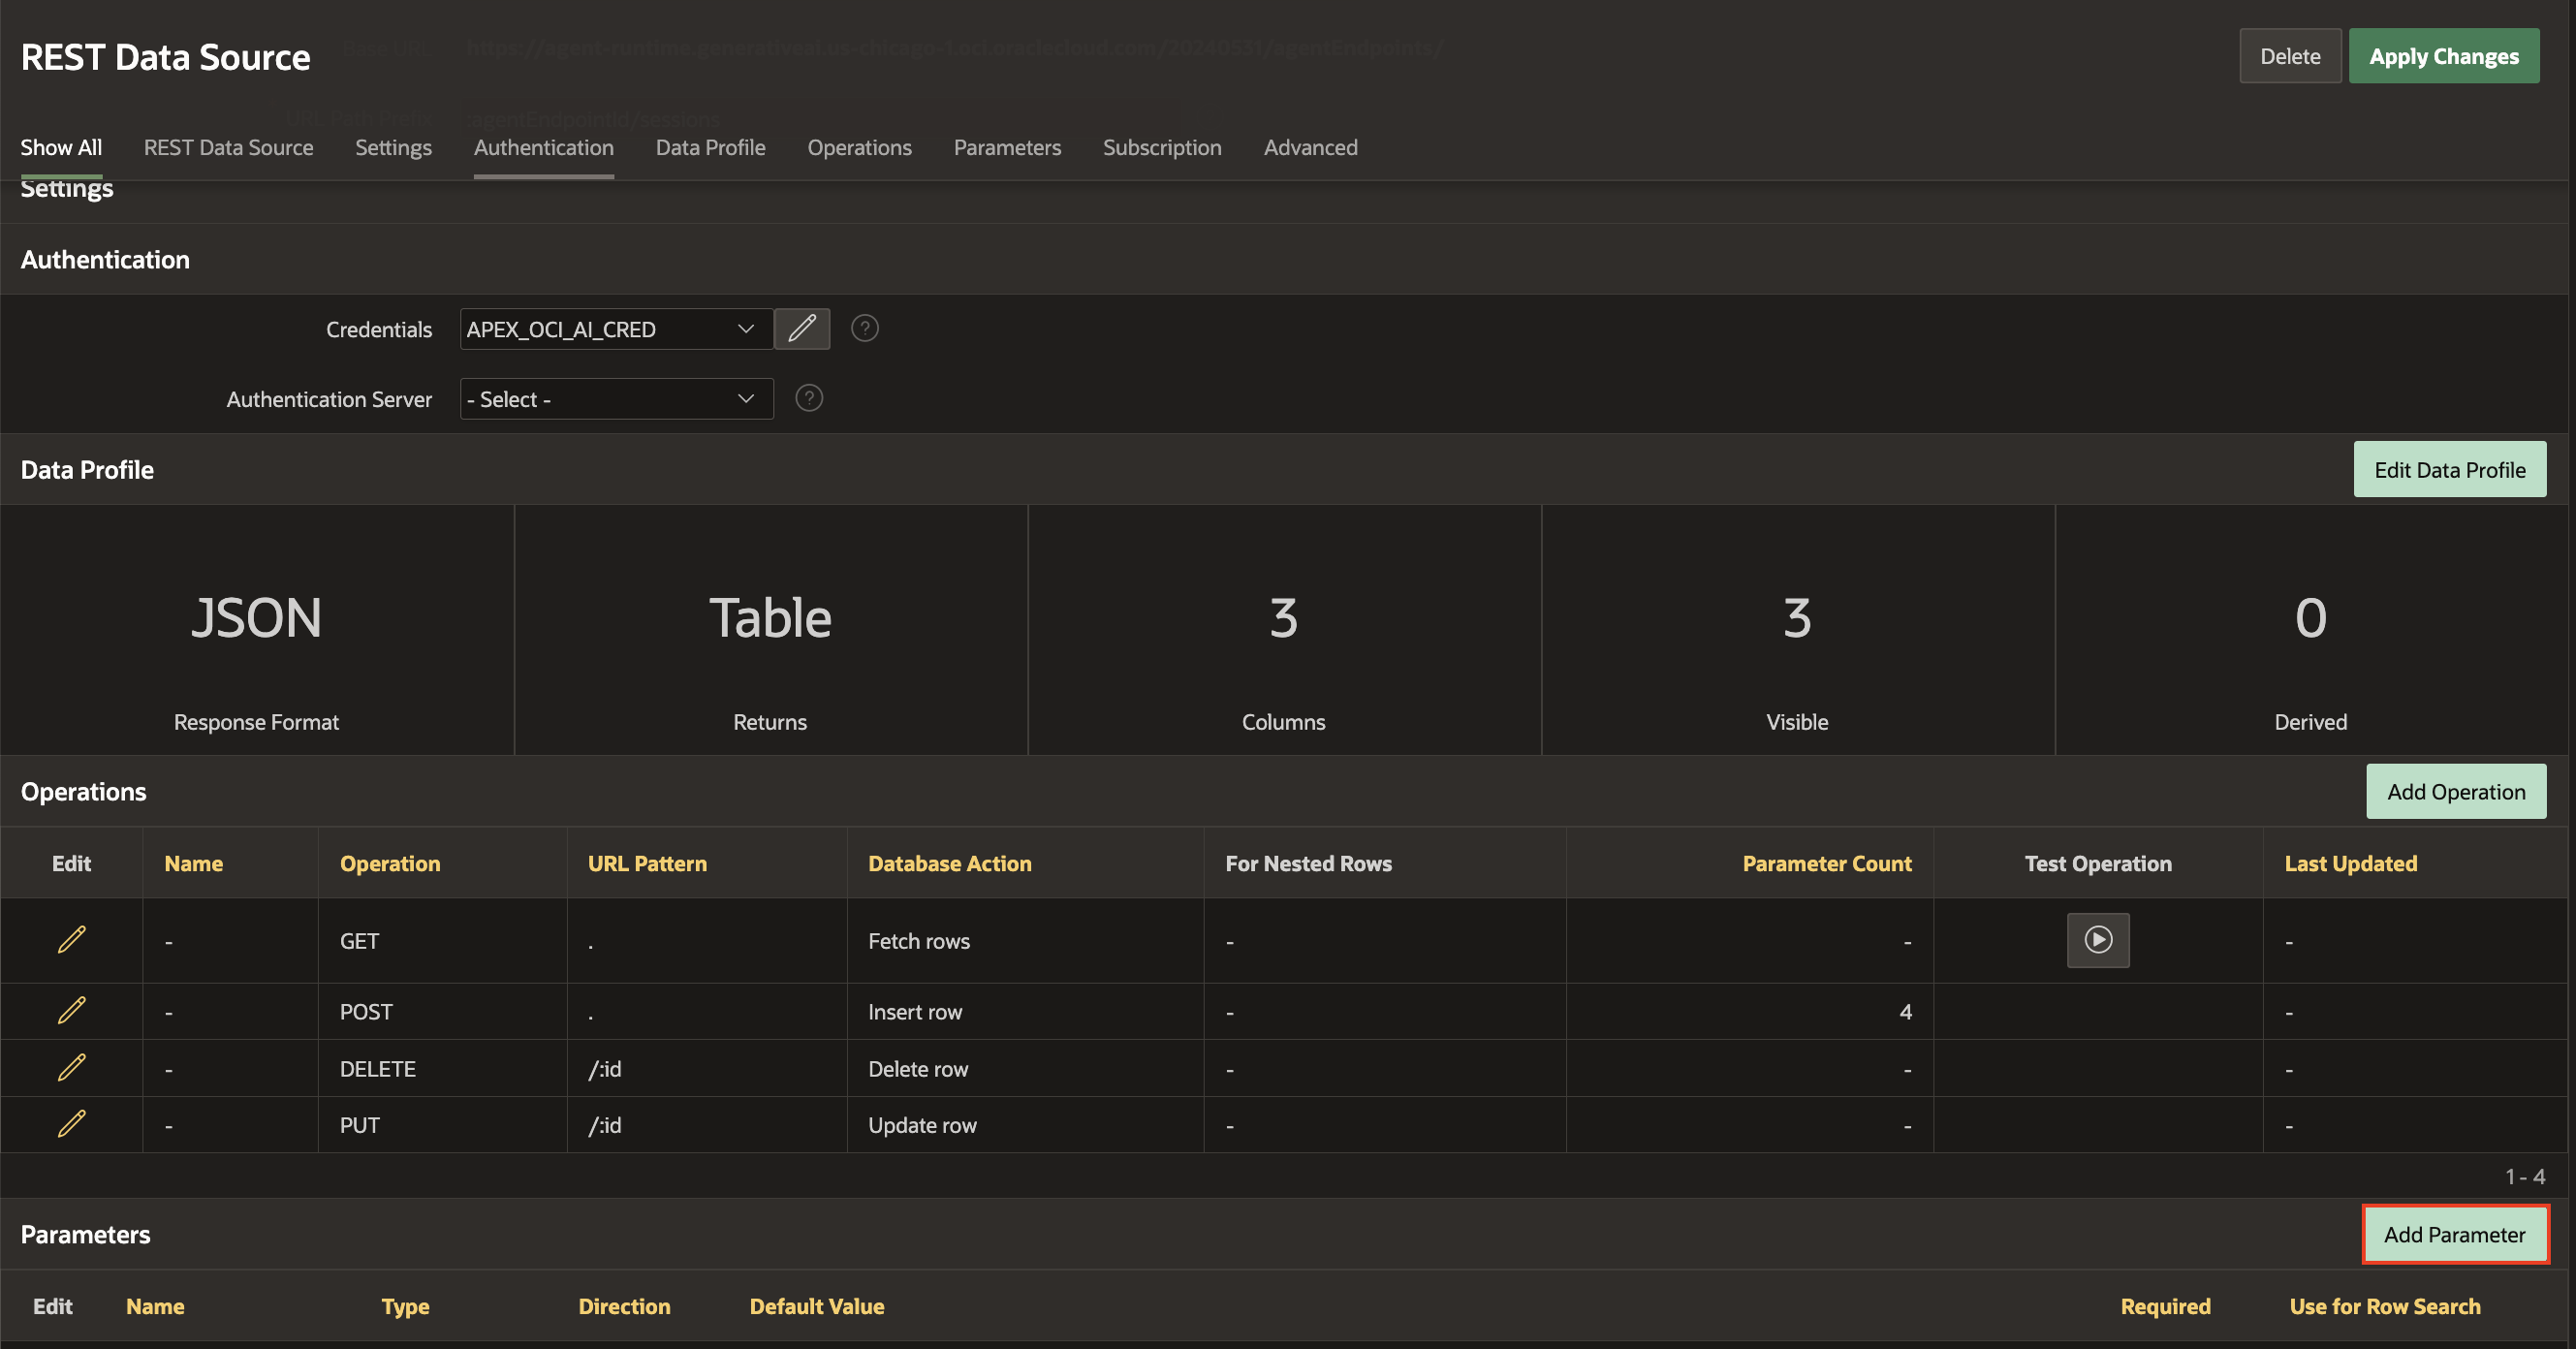 Base URL https://agent-runtime.generativeai.us-chicago-1.oci.oraclecloud.com/20240531/agentEndpoints/
REST Data Source
Delete Apply Changes
URL Path Prefix :agentEndpointId/sessions
Show All REST Data Source Settings Authentication Data Profile Operations Parameters Subscription Advanced
Settings
Authentication
Credentials APEX_OCI_AI_CRED ?
Authentication Server - Select - ?
Data Profile Edit Data Profile
JSON Table 3 3 0
Response Format Returns Columns Visible Derived
Operations Add Operation
Edit Name Operation URL Pattern Database Action For Nested Rows Parameter Count Test Operation Last Updated
- GET . Fetch rows - - -
- POST . Insert row - 4 -
- DELETE /:id Delete row - - -
- PUT /:id Update row - - -
1 - 4
Parameters Add Parameter
Edit Name Type Direction Default Value Required Use for Row Search